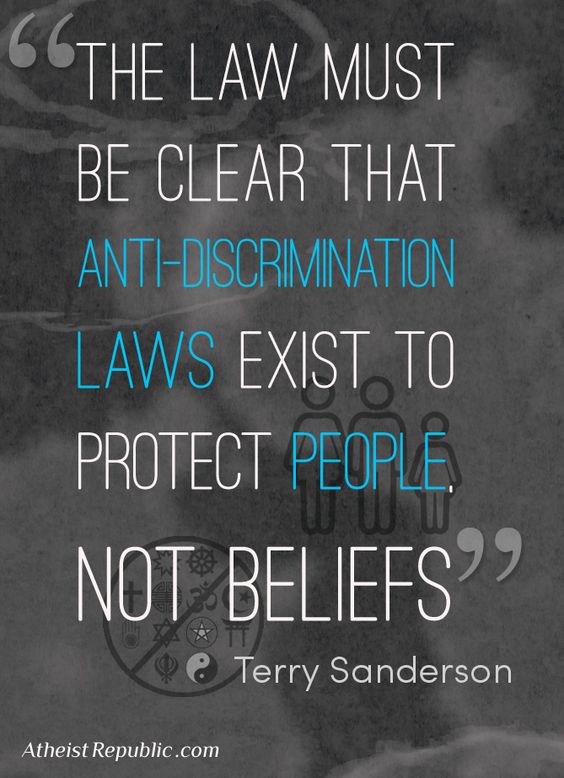 “THE LAW MUST
BE CLEAR THAT
ANTI-DISCRIMINATION
LAWS EXIST TO
PROTECT PEOPLE,
NOT BELIEFS”
Terry Sanderson
AtheistRepublic.com